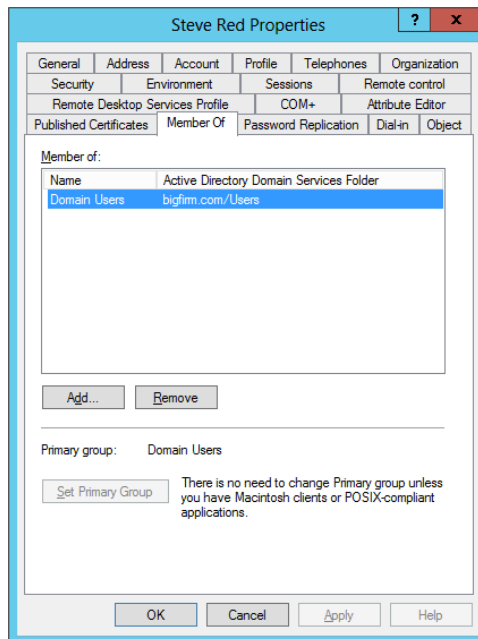 Steve Red Properties
?
x
General Address Account Profile Telephones Organization
Security Environment Sessions Remote control
Remote Desktop Services Profile COM+ Attribute Editor
Published Certificates Member Of Password Replication Dial-in Object
Member of:
Name Active Directory Domain Services Folder
Domain Users bigfirm.com/Users
Add... Remove
Primary group: Domain Users
Set Primary Group
There is no need to change Primary group unless
you have Macintosh clients or POSIX-compliant
applications.
OK Cancel Apply Help